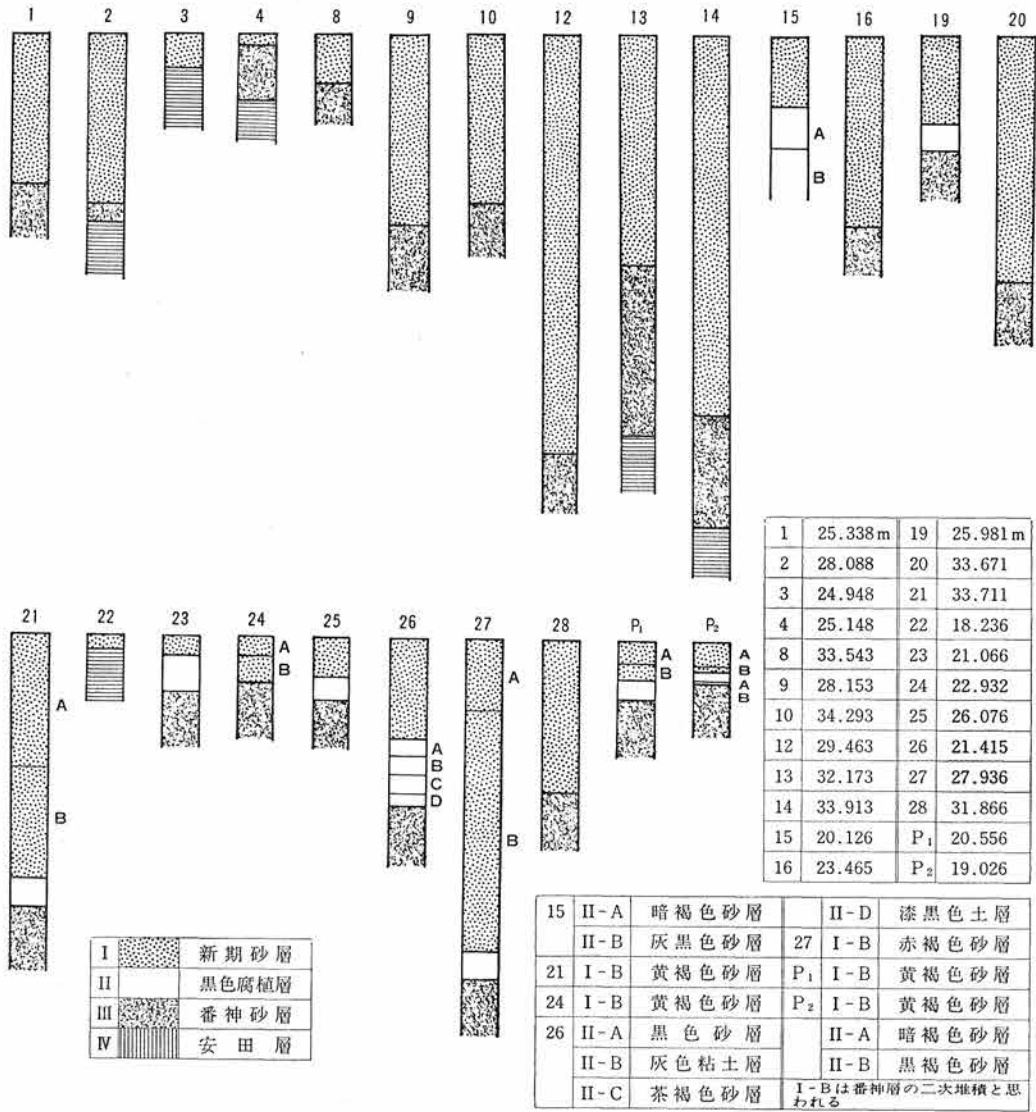 1 2 3 4 8 9 10 12 13 14 15 16 19 20
A
B
1 25.338m 19 25.981m
2 28.088 20 33.671
3 24.948 21 33.711
4 25.148 22 18.236
8 33.543 23 21.066
9 28.153 24 22.932
10 34.293 25 26.076
12 29.463 26 21.415
13 32.173 27 27.936
14 33.913 28 31.866
15 20.126 P₁ 20.556
16 23.465 P₂ 19.026
21 22 23 24 25 26 27 28 P₁ P₂
A
B
A
B
A
B
C
D
A
B
A
B
A
B
A
B
I 新期砂層
II 黒色腐植層
III 番神砂層
IV 安田層
15 II-A 暗褐色砂層 II-D 漆黒色土層
II-B 灰黒色砂層 27 I-B 赤褐色砂層
21 I-B 黄褐色砂層 P₁ I-B 黄褐色砂層
24 I-B 黄褐色砂層 P₂ I-B 黄褐色砂層
26 II-A 黒色砂層 II-A 暗褐色砂層
II-B 灰色粘土層 II-B 黒褐色砂層
II-C 茶褐色砂層 I-Bは番神層の二次堆積と思
われる